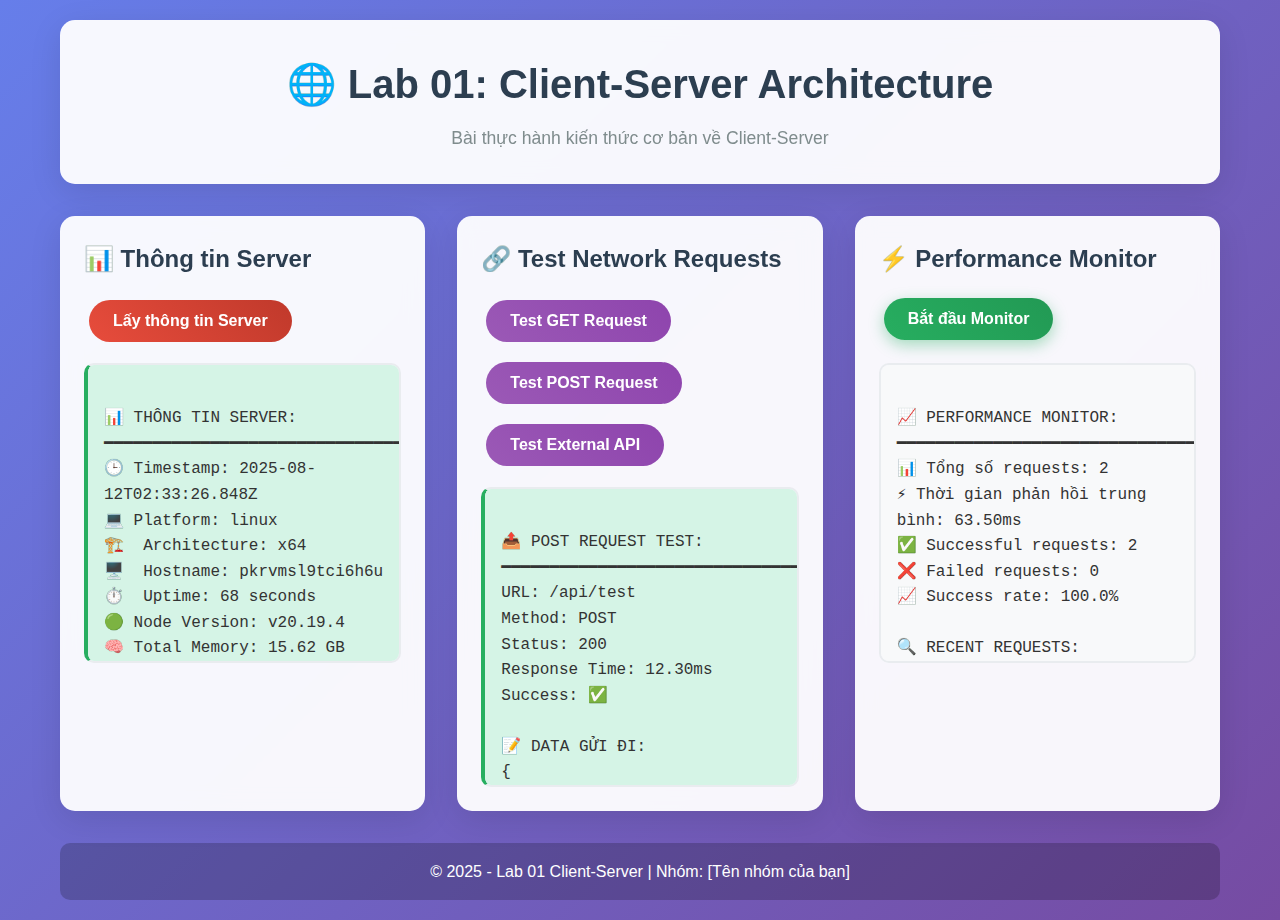 🌐 Lab 01: Client-Server Architecture
Bài thực hành kiến thức cơ bản về Client-Server
📊 Thông tin Server
Lấy thông tin Server
📊 THÔNG TIN SERVER:
🕒 Timestamp: 2025-08-
12T02:33:26.848Z
💻 Platform: linux
🏗️ Architecture: x64
🖥️ Hostname: pkrvmsl9tci6h6u
⏱️ Uptime: 68 seconds
🟢 Node Version: v20.19.4
🧠 Total Memory: 15.62 GB
🔗 Test Network Requests
Test GET Request
Test POST Request
Test External API
📤 POST REQUEST TEST:
URL: /api/test
Method: POST
Status: 200
Response Time: 12.30ms
Success: ✅
📝 DATA GỬI ĐI:
{
⚡ Performance Monitor
Bắt đầu Monitor
📈 PERFORMANCE MONITOR:
📊 Tổng số requests: 2
⚡ Thời gian phản hồi trung
bình: 63.50ms
✅ Successful requests: 2
❌ Failed requests: 0
📈 Success rate: 100.0%
🔍 RECENT REQUESTS:
© 2025 - Lab 01 Client-Server | Nhóm: [Tên nhóm của bạn]